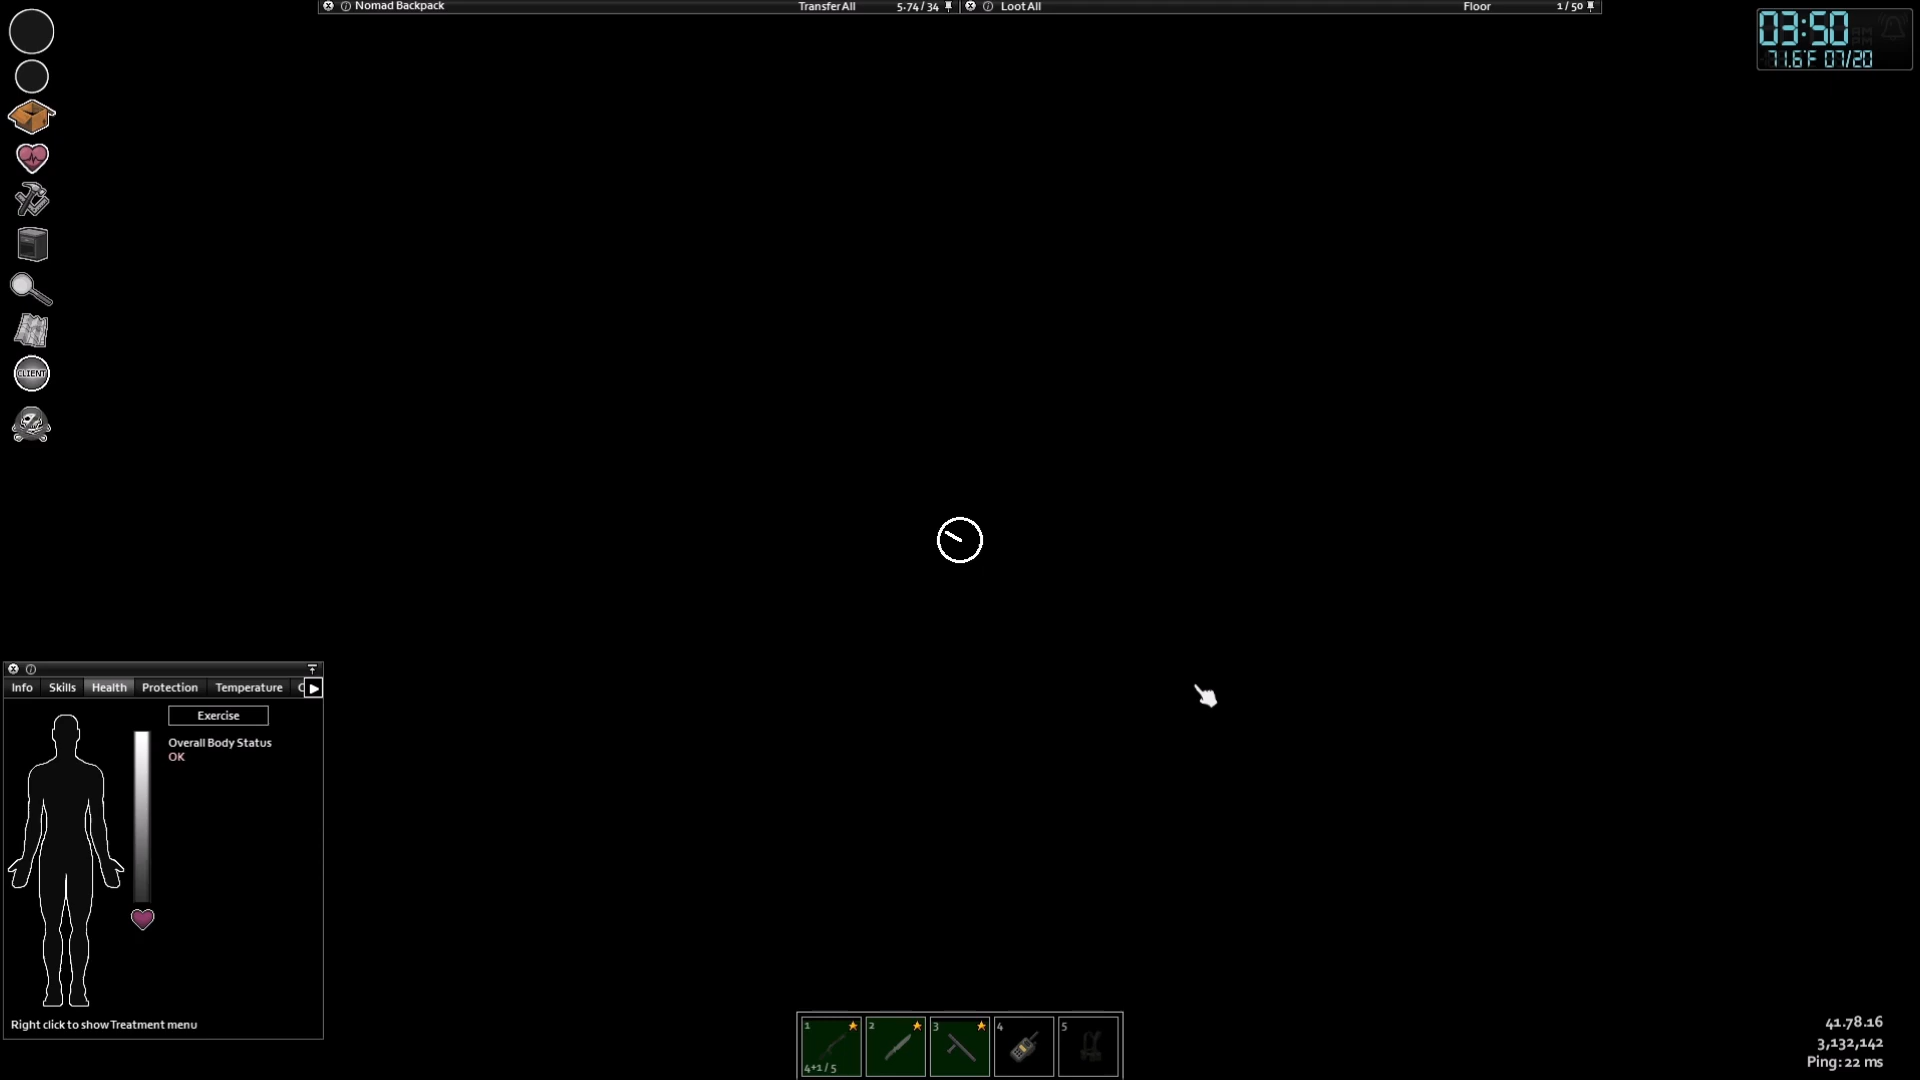 Nomad Backpack Transfer All 5.74 / 34 Loot All Floor 1 / 50
03:50
71.6°F 07/20
CLIENT
Info Skills Health Protection Temperature
Exercise
Overall Body Status
OK
Right click to show Treatment menu
1 2 3 4 5
4+1 / 5
41.78.16
3,132,142
Ping: 22 ms